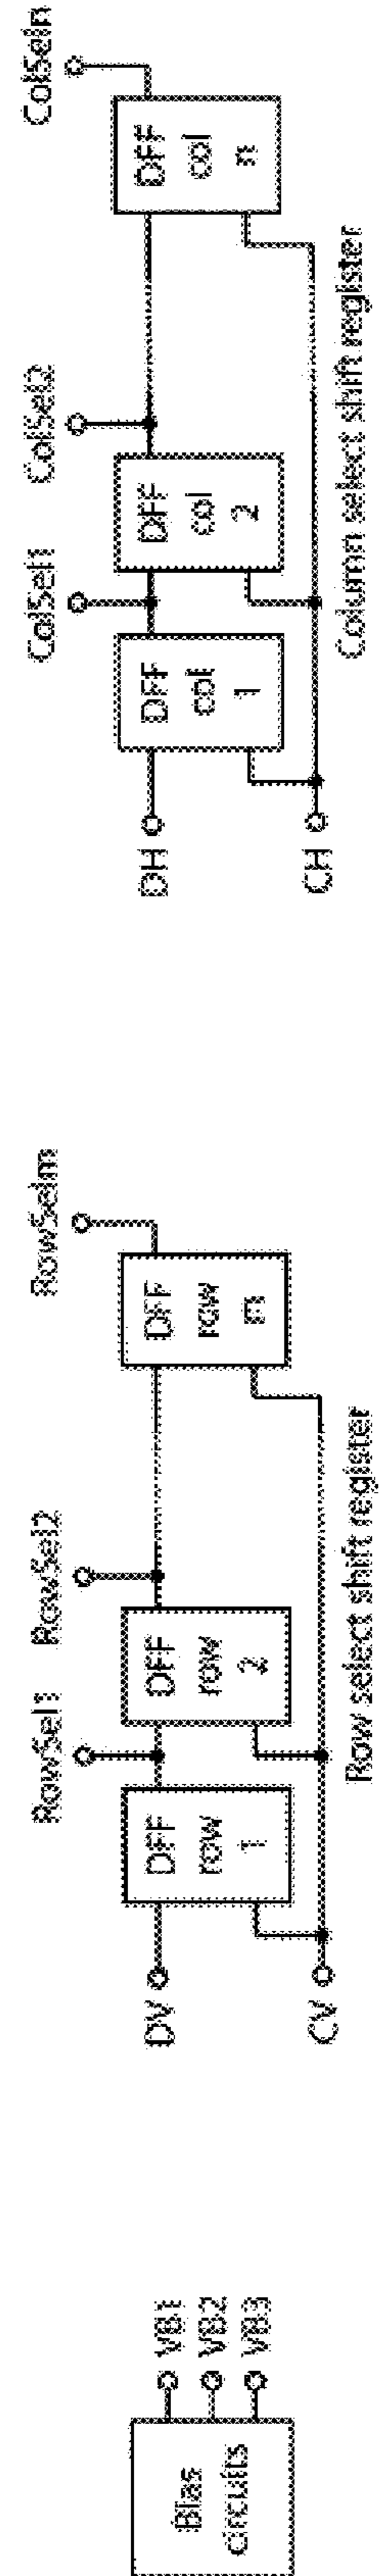 Bias
circuits
VB1
VB2
VB3
DV
CV
RowSel1
RowSel2
RowSelm
DFF
row
1
DFF
row
2
DFF
row
m
Row select shift register
DH
CH
ColSel1
ColSel2
ColSeln
DFF
col
1
DFF
col
2
DFF
col
n
Column select shift register